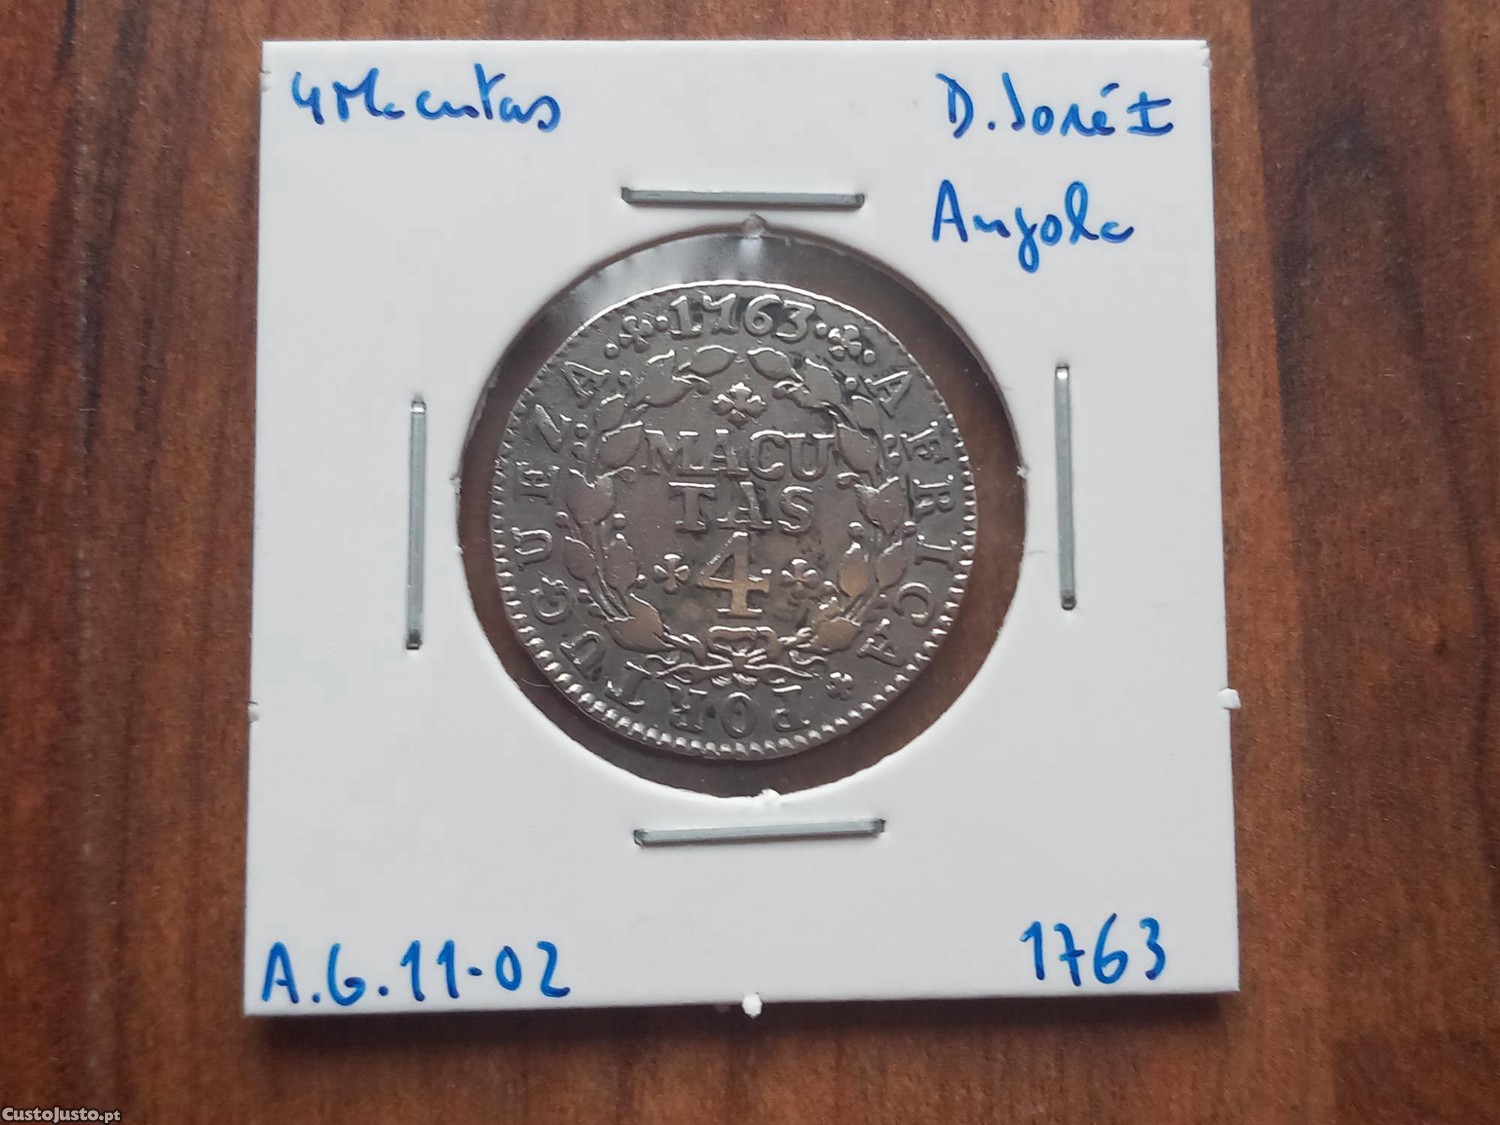 4 Macutas
D. José I
Angola
·1763·
AFRICA PORTUGUEZA
MACU
TAS
4
A.G.11-02
1763
CustoJusto.pt